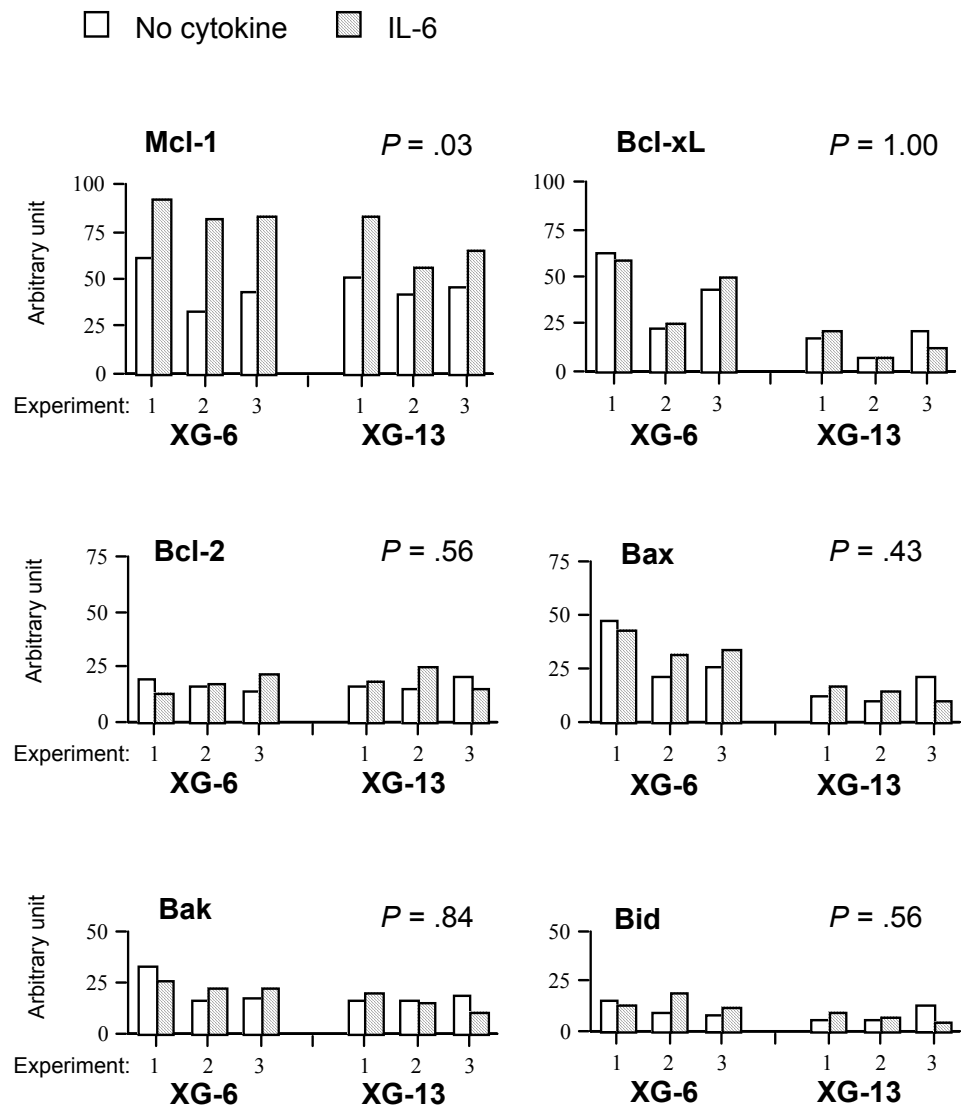 No cytokine IL-6
Mcl-1 P = .03
Arbitrary unit
100
75
50
25
0
Experiment: 1 2 3 1 2 3
XG-6 XG-13
Bcl-xL P = 1.00
100
75
50
25
0
1 2 3 1 2 3
XG-6 XG-13
Bcl-2 P = .56
Arbitrary unit
75
50
25
0
Experiment: 1 2 3 1 2 3
XG-6 XG-13
Bax P = .43
75
50
25
0
1 2 3 1 2 3
XG-6 XG-13
Bak P = .84
Arbitrary unit
50
25
0
Experiment: 1 2 3 1 2 3
XG-6 XG-13
Bid P = .56
50
25
0
1 2 3 1 2 3
XG-6 XG-13